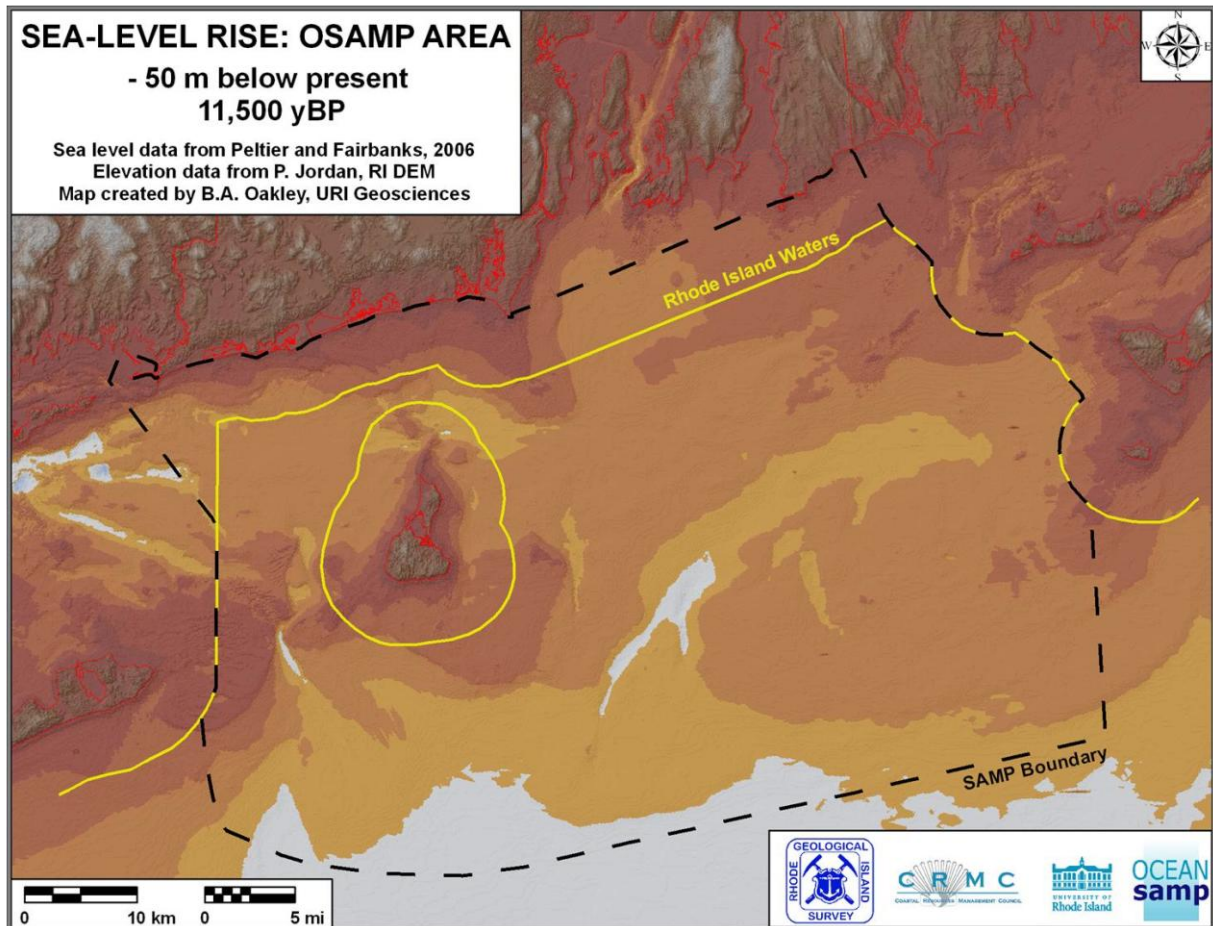 SEA-LEVEL RISE: OSAMP AREA
- 50 m below present
11,500 yBP
Sea level data from Peltier and Fairbanks, 2006
Elevation data from P. Jordan, RI DEM
Map created by B.A. Oakley, URI Geosciences
N
W E
S
Rhode Island Waters
SAMP Boundary
0 10 km
0 5 mi
RHODE
GEOLOGICAL
ISLAND
SURVEY
CRMC
COASTAL RESOURCES MANAGEMENT COUNCIL
UNIVERSITY OF
Rhode Island
OCEAN
samp